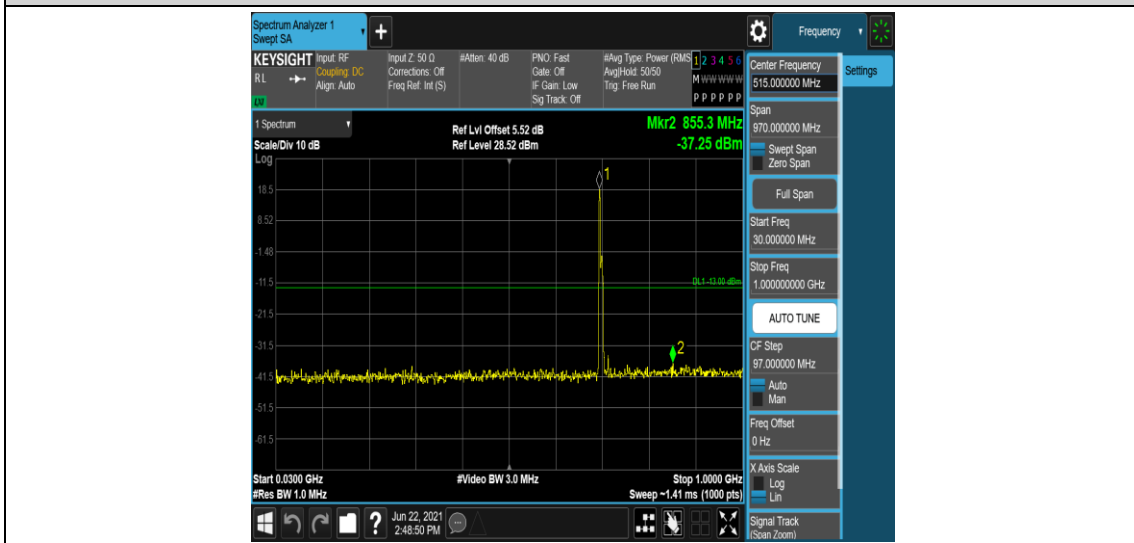 Spectrum Analyzer 1
Swept SA
+
Frequency
KEYSIGHT
RL
LXI
Input: RF
Coupling: DC
Align: Auto
Input Z: 50 Ω
Corrections: Off
Freq Ref: Int (S)
#Atten: 40 dB
PNO: Fast
Gate: Off
IF Gain: Low
Sig Track: Off
#Avg Type: Power (RMS
Avg|Hold: 50/50
Trig: Free Run
1 2 3 4 5 6
M W W W W W
P P P P P P
1 Spectrum
Scale/Div 10 dB
Log
Ref Lvl Offset 5.52 dB
Ref Level 28.52 dBm
Mkr2 855.3 MHz
-37.25 dBm
1
18.5
8.52
-1.48
-11.5
DL1 -13.00 dBm
-21.5
-31.5
2
-41.5
-51.5
-61.5
Start 0.0300 GHz
#Res BW 1.0 MHz
#Video BW 3.0 MHz
Stop 1.0000 GHz
Sweep ~1.41 ms (1000 pts)
?
Jun 22, 2021
2:48:50 PM
Center Frequency
515.000000 MHz
Settings
Span
970.000000 MHz
Swept Span
Zero Span
Full Span
Start Freq
30.000000 MHz
Stop Freq
1.000000000 GHz
AUTO TUNE
CF Step
97.000000 MHz
Auto
Man
Freq Offset
0 Hz
X Axis Scale
Log
Lin
Signal Track
(Span Zoom)